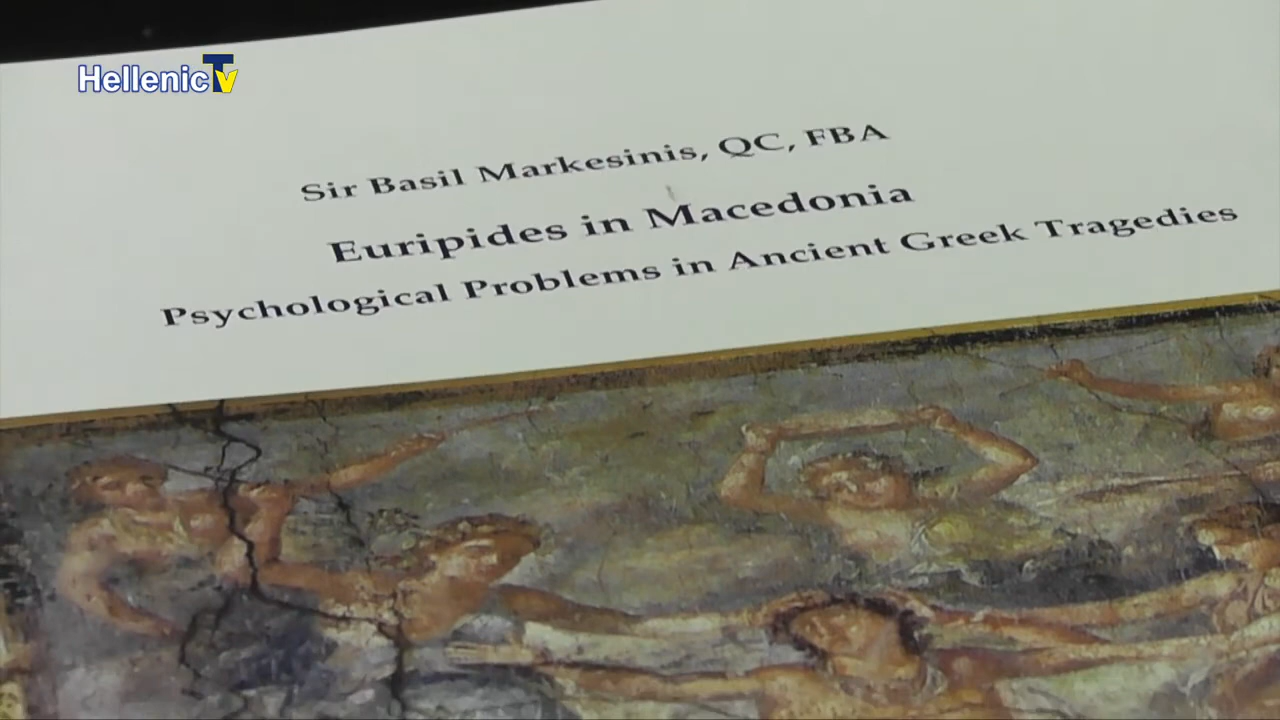 HellenicTv
Sir Basil Markesinis, QC, FBA
Euripides in Macedonia
Psychological Problems in Ancient Greek Tragedies